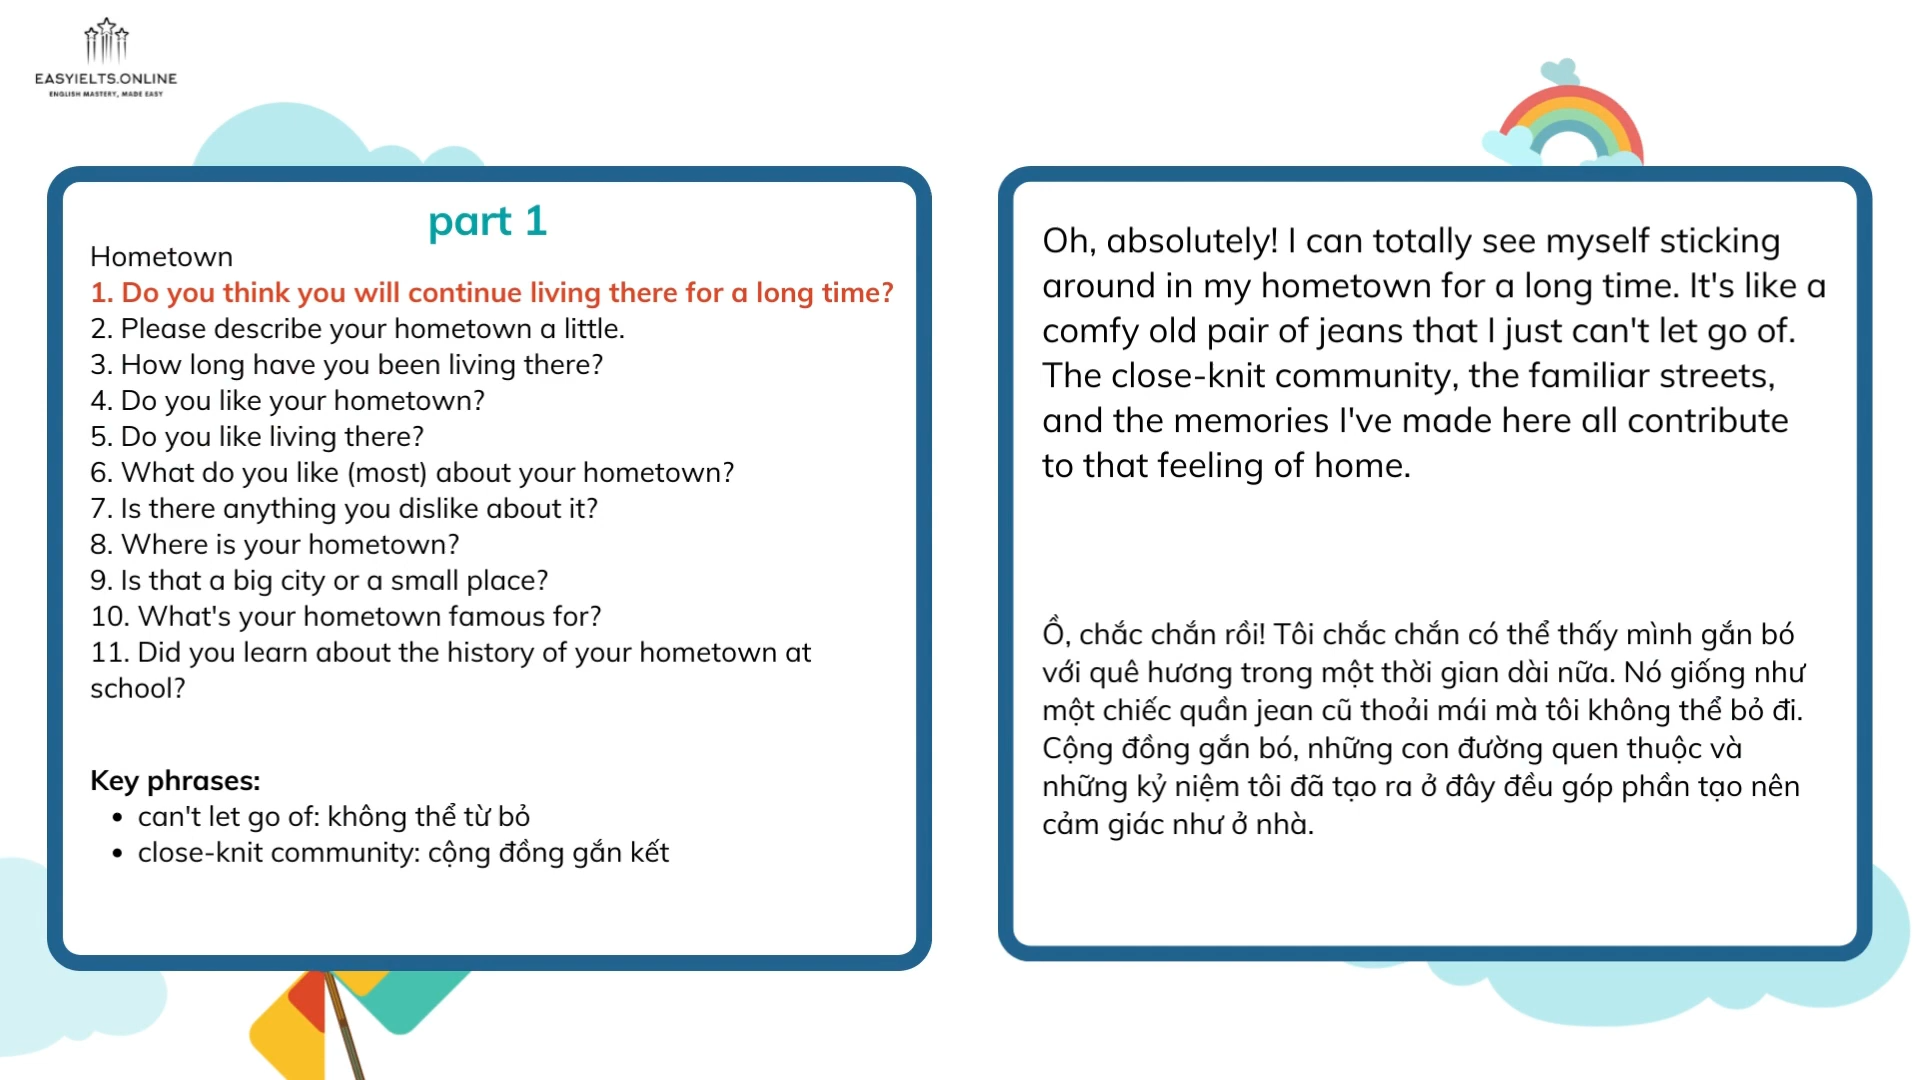 EASYIELTS.ONLINE
ENGLISH MASTERY, MADE EASY
part 1
Hometown
1. Do you think you will continue living there for a long time?
2. Please describe your hometown a little.
3. How long have you been living there?
4. Do you like your hometown?
5. Do you like living there?
6. What do you like (most) about your hometown?
7. Is there anything you dislike about it?
8. Where is your hometown?
9. Is that a big city or a small place?
10. What's your hometown famous for?
11. Did you learn about the history of your hometown at
school?
Key phrases:
• can't let go of: không thể từ bỏ
• close-knit community: cộng đồng gắn kết
Oh, absolutely! I can totally see myself sticking
around in my hometown for a long time. It's like a
comfy old pair of jeans that I just can't let go of.
The close-knit community, the familiar streets,
and the memories I've made here all contribute
to that feeling of home.
Ồ, chắc chắn rồi! Tôi chắc chắn có thể thấy mình gắn bó
với quê hương trong một thời gian dài nữa. Nó giống như
một chiếc quần jean cũ thoải mái mà tôi không thể bỏ đi.
Cộng đồng gắn bó, những con đường quen thuộc và
những kỷ niệm tôi đã tạo ra ở đây đều góp phần tạo nên
cảm giác như ở nhà.